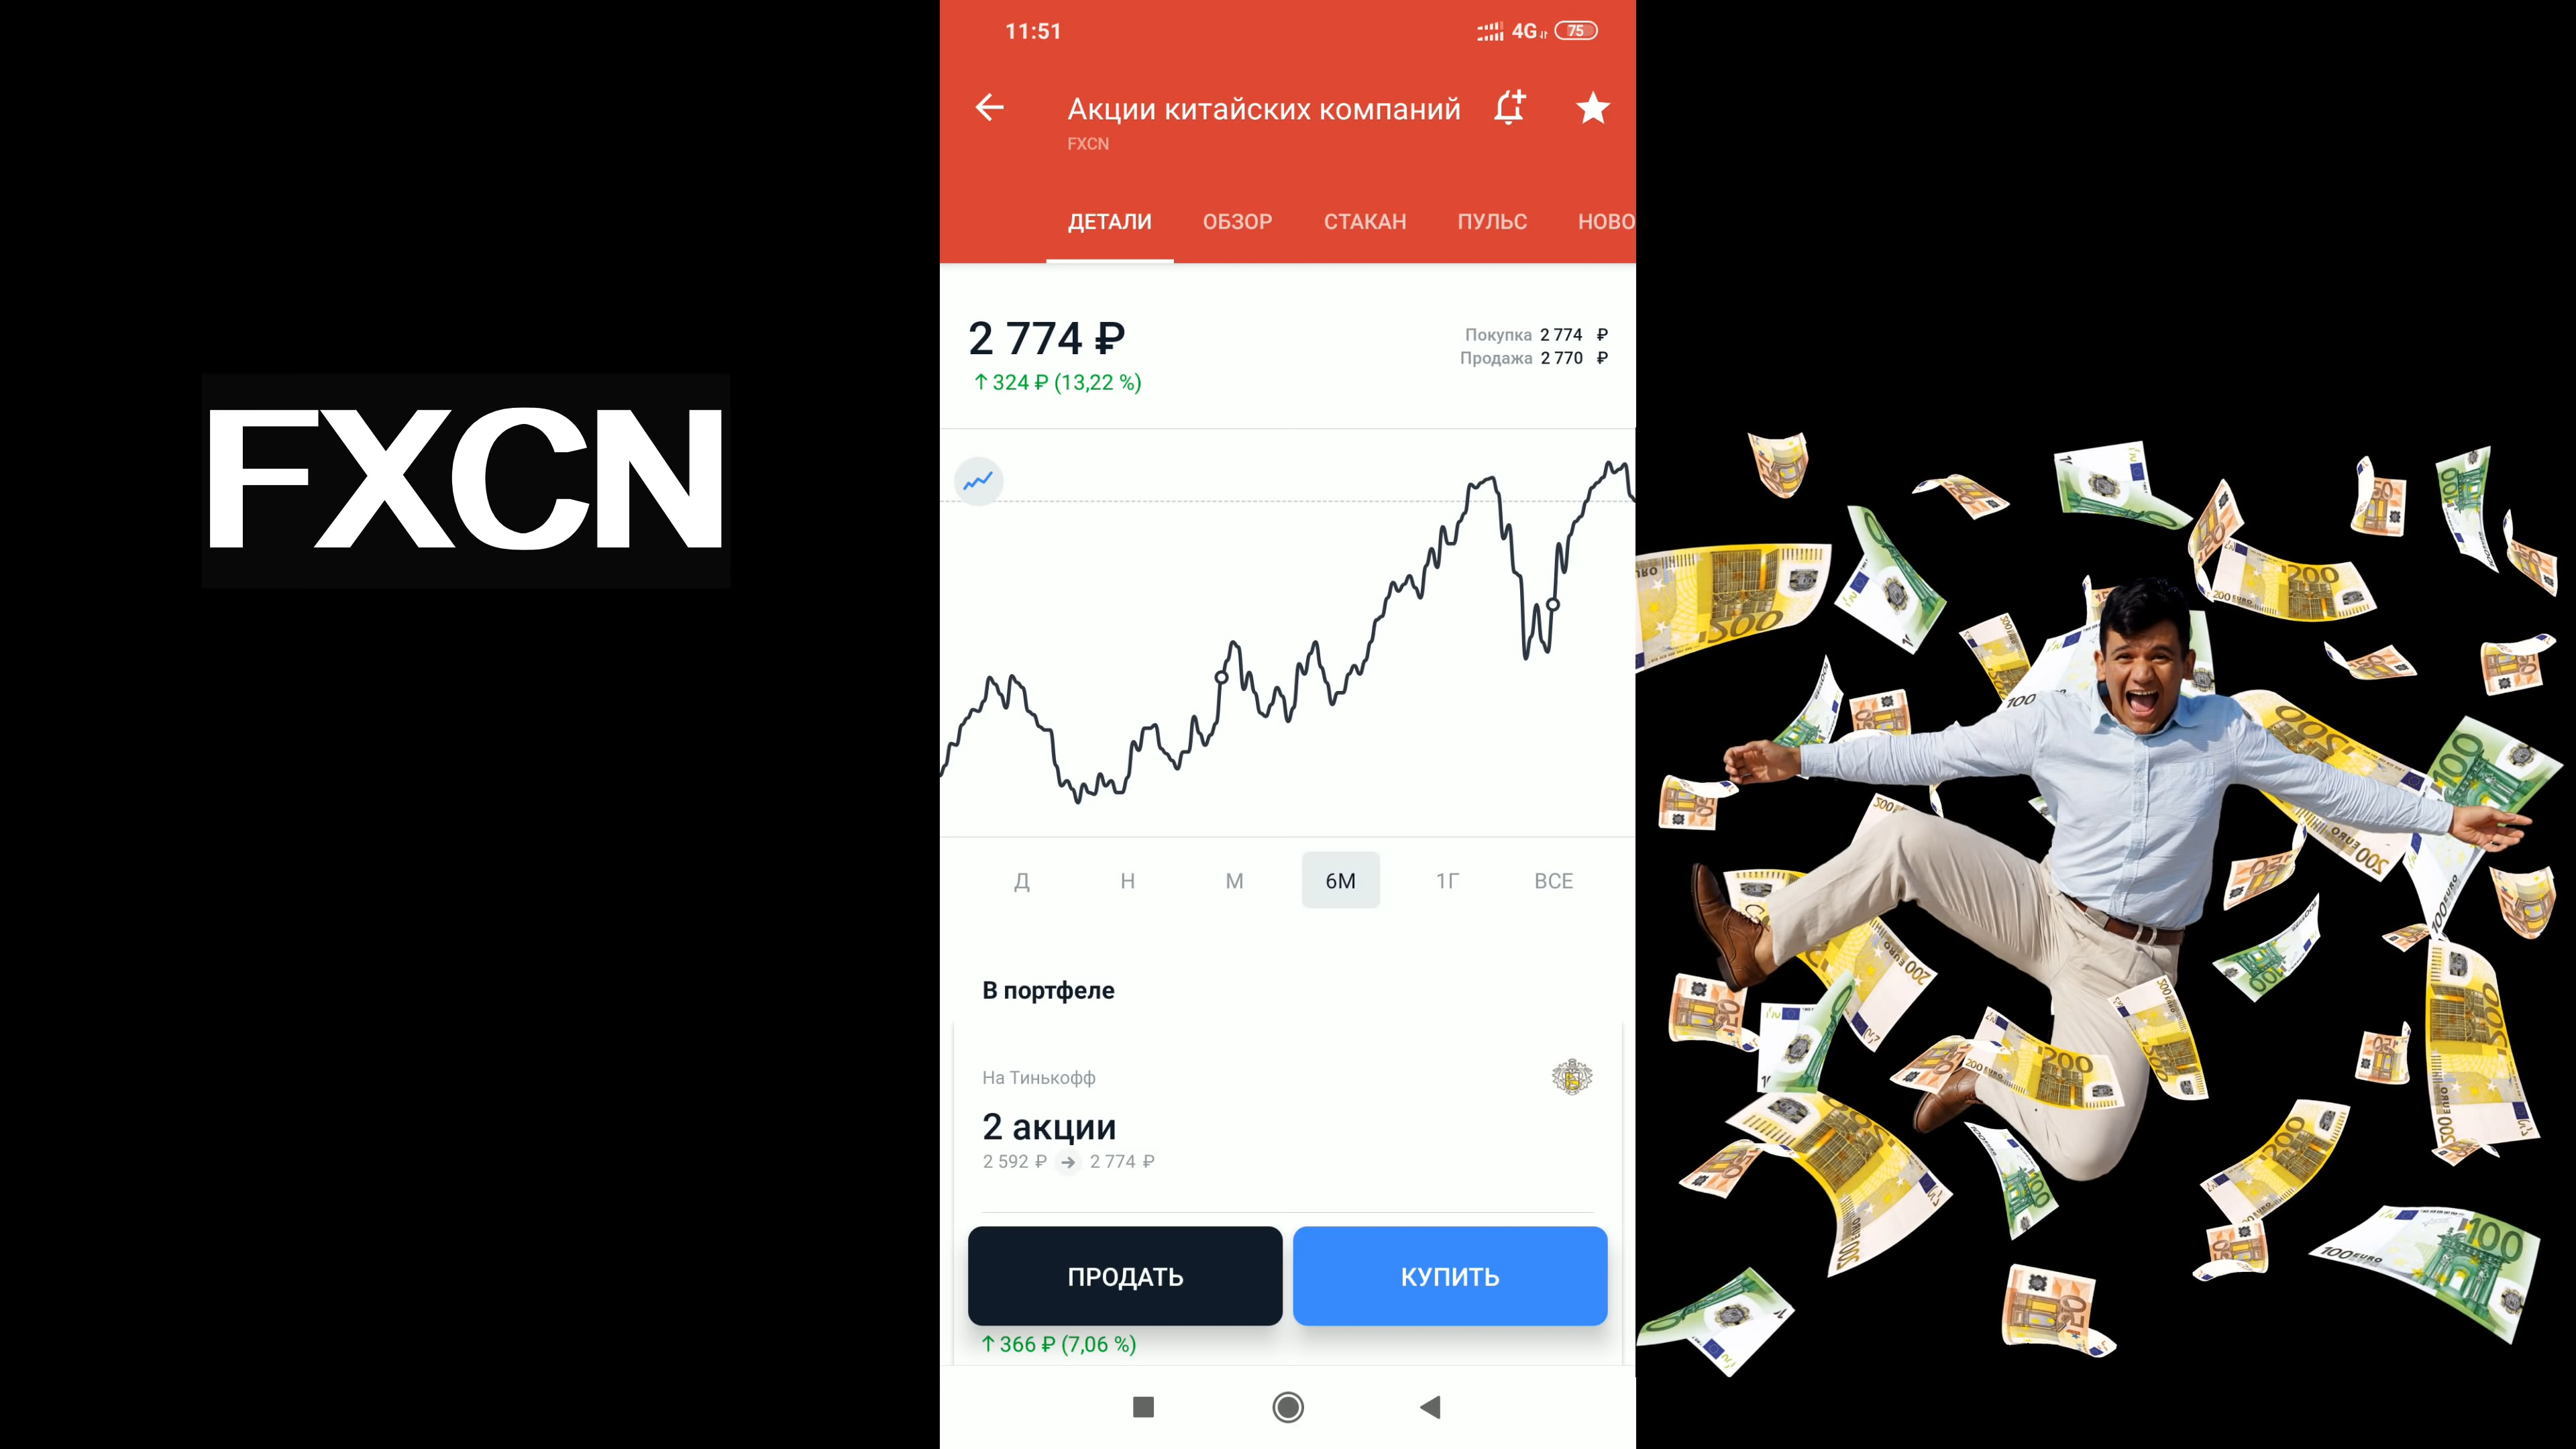 FXCN
11:51
4G 75
Акции китайских компаний
FXCN
ДЕТАЛИ ОБЗОР СТАКАН ПУЛЬС НОВО
2 774 ₽
↑ 324 ₽ (13,22 %)
Покупка 2 774 ₽
Продажа 2 770 ₽
Д Н М 6М 1Г ВСЕ
В портфеле
На Тинькофф
2 акции
2 592 ₽ → 2 774 ₽
ПРОДАТЬ КУПИТЬ
↑ 366 ₽ (7,06 %)